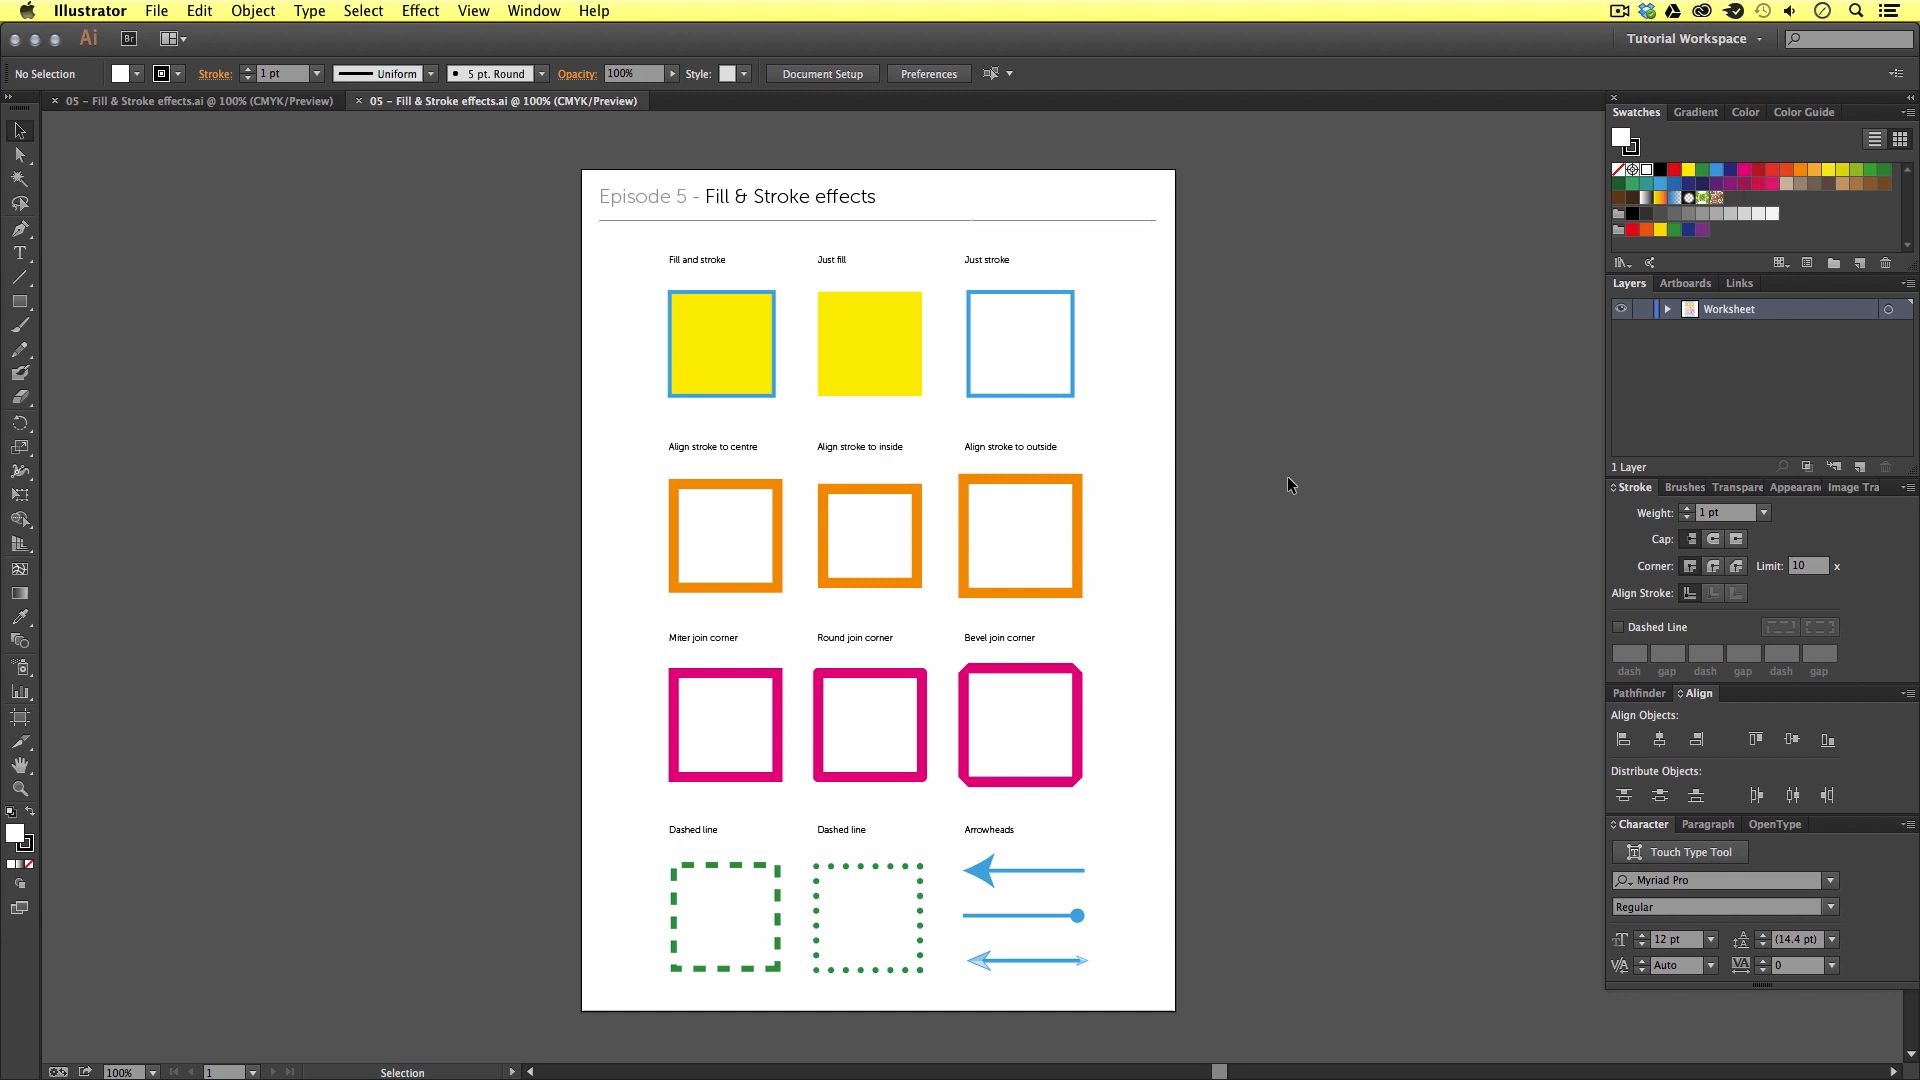 Illustrator File Edit Object Type Select Effect View Window Help
Ai Br Tutorial Workspace
No Selection Stroke: 1 pt Uniform 5 pt. Round Opacity: 100% Style: Document Setup Preferences
05 – Fill & Stroke effects.ai @ 100% (CMYK/Preview) 05 – Fill & Stroke effects.ai @ 100% (CMYK/Preview)
Swatches Gradient Color Color Guide
Episode 5 - Fill & Stroke effects
Fill and stroke Just fill Just stroke
Align stroke to centre Align stroke to inside Align stroke to outside
Miter join corner Round join corner Bevel join corner
Dashed line Dashed line Arrowheads
Layers Artboards Links
Worksheet
1 Layer
Stroke Brushes Transpare Appearan Image Tra
Weight: 1 pt
Cap:
Corner: Limit: 10 x
Align Stroke:
Dashed Line
dash gap dash gap dash gap
Pathfinder Align
Align Objects:
Distribute Objects:
Character Paragraph OpenType
Touch Type Tool
Myriad Pro
Regular
12 pt (14.4 pt)
Auto 0
100% 1 Selection